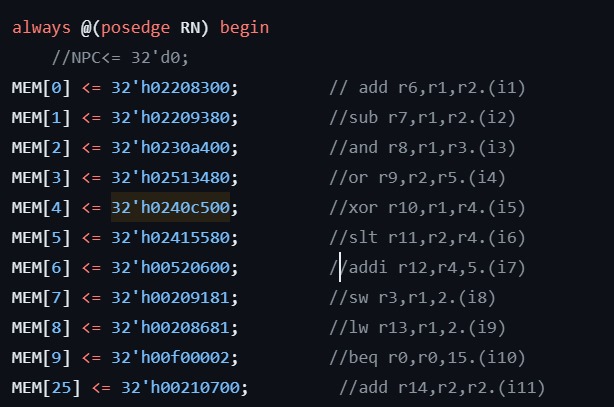 always @(posedge RN) begin
//NPC<= 32'd0;
MEM[0] <= 32'h02208300; // add r6,r1,r2.(i1)
MEM[1] <= 32'h02209380; //sub r7,r1,r2.(i2)
MEM[2] <= 32'h0230a400; //and r8,r1,r3.(i3)
MEM[3] <= 32'h02513480; //or r9,r2,r5.(i4)
MEM[4] <= 32'h0240c500; //xor r10,r1,r4.(i5)
MEM[5] <= 32'h02415580; //slt r11,r2,r4.(i6)
MEM[6] <= 32'h00520600; //addi r12,r4,5.(i7)
MEM[7] <= 32'h00209181; //sw r3,r1,2.(i8)
MEM[8] <= 32'h00208681; //lw r13,r1,2.(i9)
MEM[9] <= 32'h00f00002; //beq r0,r0,15.(i10)
MEM[25] <= 32'h00210700; //add r14,r2,r2.(i11)